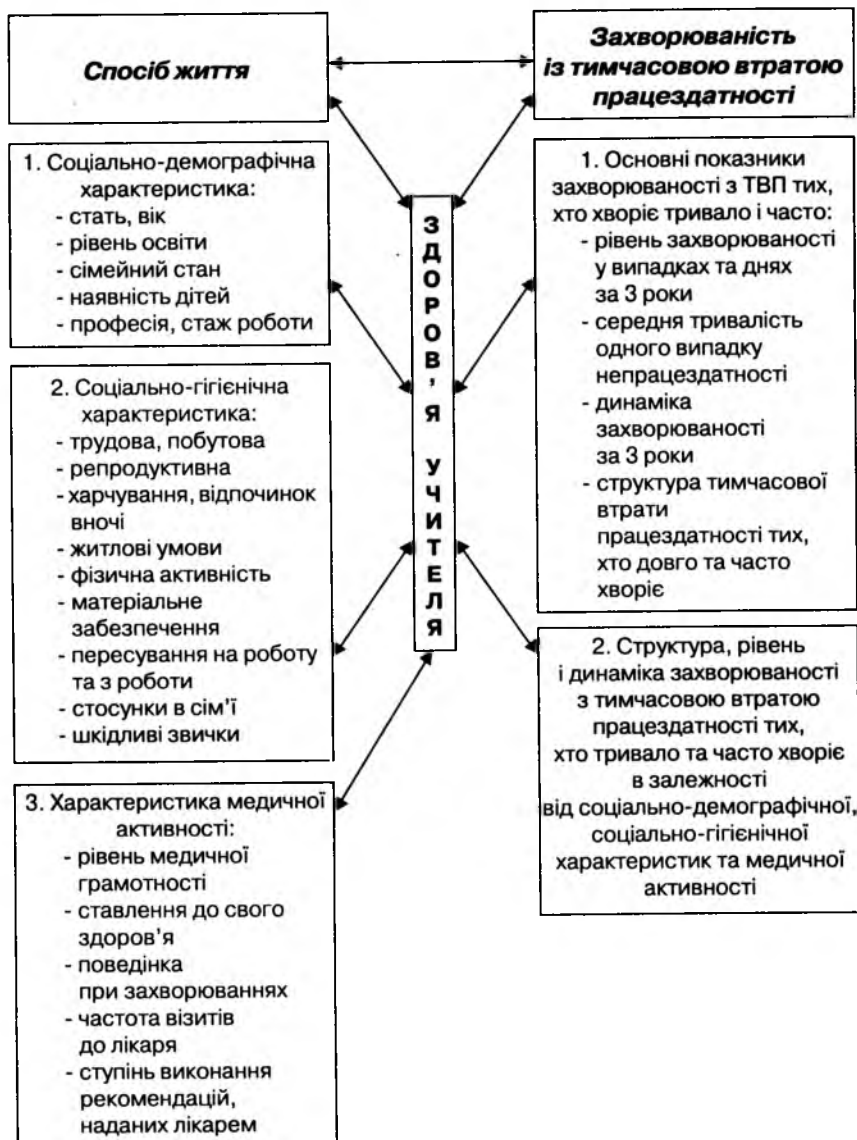 Спосіб життя
Захворюваність
із тимчасовою втратою
працездатності
1. Соціально-демографічна
характеристика:
- стать, вік
- рівень освіти
- сімейний стан
- наявність дітей
- професія, стаж роботи
2. Соціально-гігієнічна
характеристика:
- трудова, побутова
- репродуктивна
- харчування, відпочинок
вночі
- житлові умови
- фізична активність
- матеріальне
забезпечення
- пересування на роботу
та з роботи
- стосунки в сім’ї
- шкідливі звички
3. Характеристика медичної
активності:
- рівень медичної
грамотності
- ставлення до свого
здоров’я
- поведінка
при захворюваннях
- частота візитів
до лікаря
- ступінь виконання
рекомендацій,
наданих лікарем
ЗДОРОВ’Я УЧИТЕЛЯ
1. Основні показники
захворюваності з ТВП тих,
хто хворіє тривало і часто:
- рівень захворюваності
у випадках та днях
за 3 роки
- середня тривалість
одного випадку
непрацездатності
- динаміка
захворюваності
за 3 роки
- структура тимчасової
втрати
працездатності тих,
хто довго та часто
хворіє
2. Структура, рівень
і динаміка захворюваності
з тимчасовою втратою
працездатності тих,
хто тривало та часто хворіє
в залежності
від соціально-демографічної,
соціально-гігієнічної
характеристик та медичної
активності